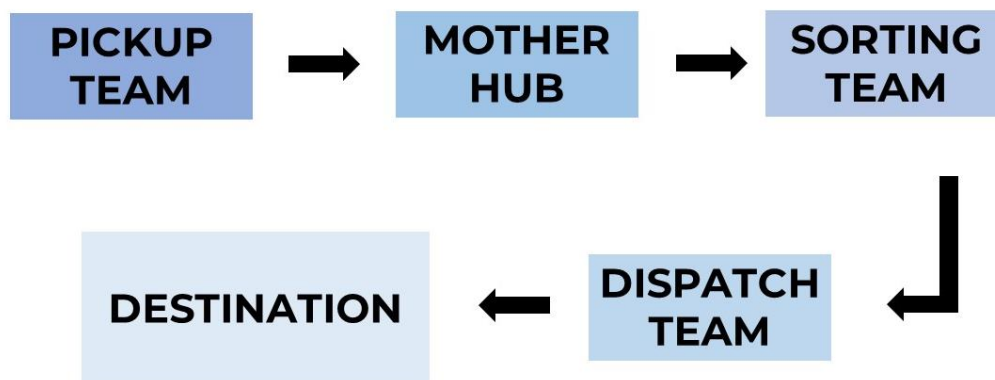 PICKUP
TEAM
MOTHER
HUB
SORTING
TEAM
DISPATCH
TEAM
DESTINATION